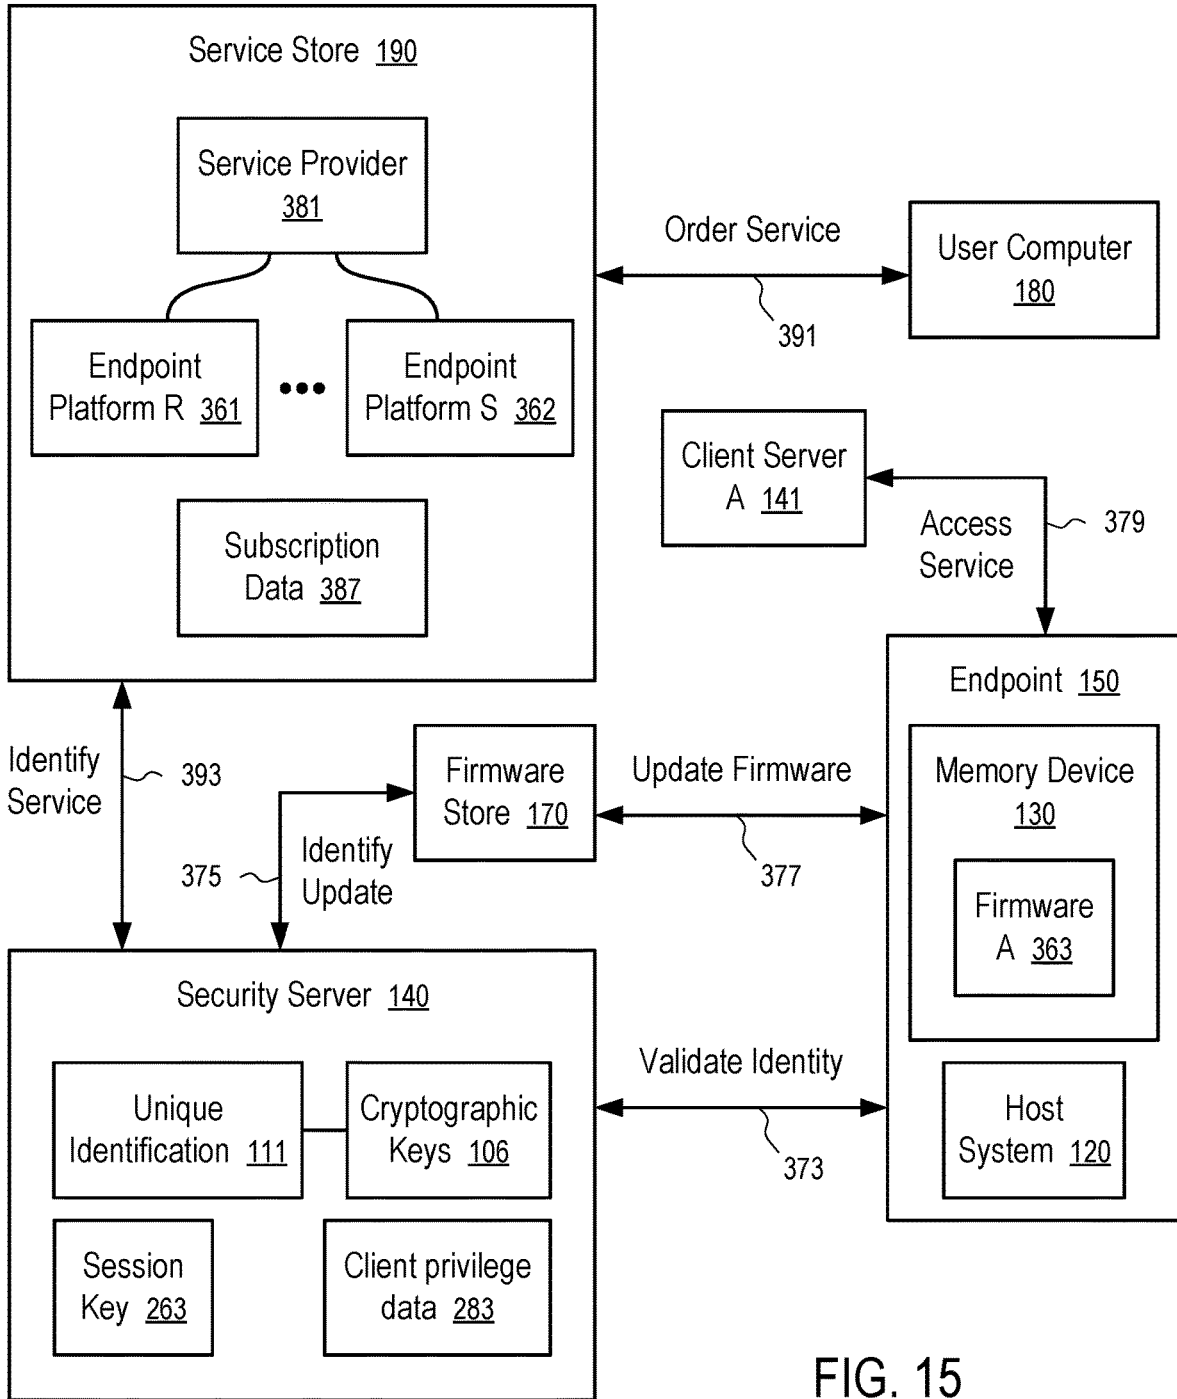 Service Store 190
Service Provider
381
Order Service
391
User Computer
180
Endpoint
Platform R 361
Endpoint
Platform S 362
Client Server
A 141
Access
Service
379
Subscription
Data 387
Endpoint 150
Identify
Service
393
Firmware
Store 170
Update Firmware
377
Memory Device
130
375
Identify
Update
Firmware
A 363
Security Server 140
Validate Identity
373
Unique
Identification 111
Cryptographic
Keys 106
Host
System 120
Session
Key 263
Client privilege
data 283
FIG. 15